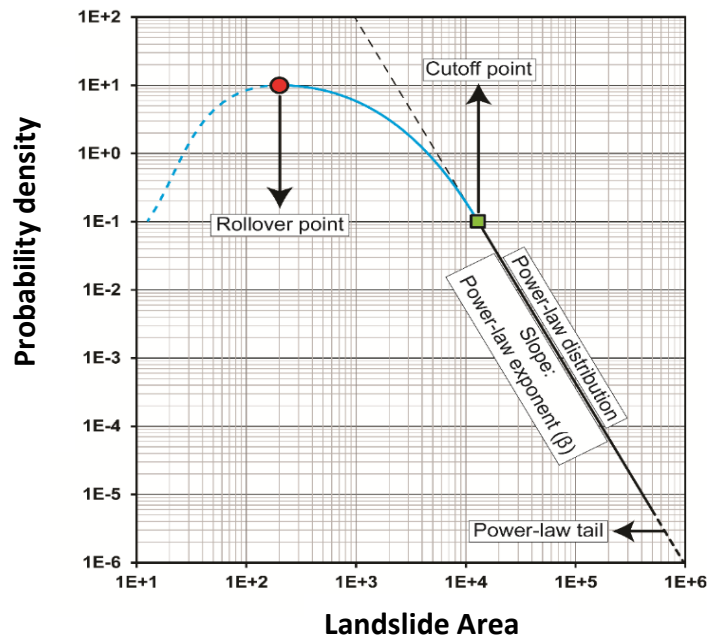 1E+2
1E+1
1E+0
1E-1
1E-2
1E-3
1E-4
1E-5
1E-6
Probability density
Cutoff point
Rollover point
Power-law distribution
Slope:
Power-law exponent (β)
Power-law tail
1E+1 1E+2 1E+3 1E+4 1E+5 1E+6
Landslide Area